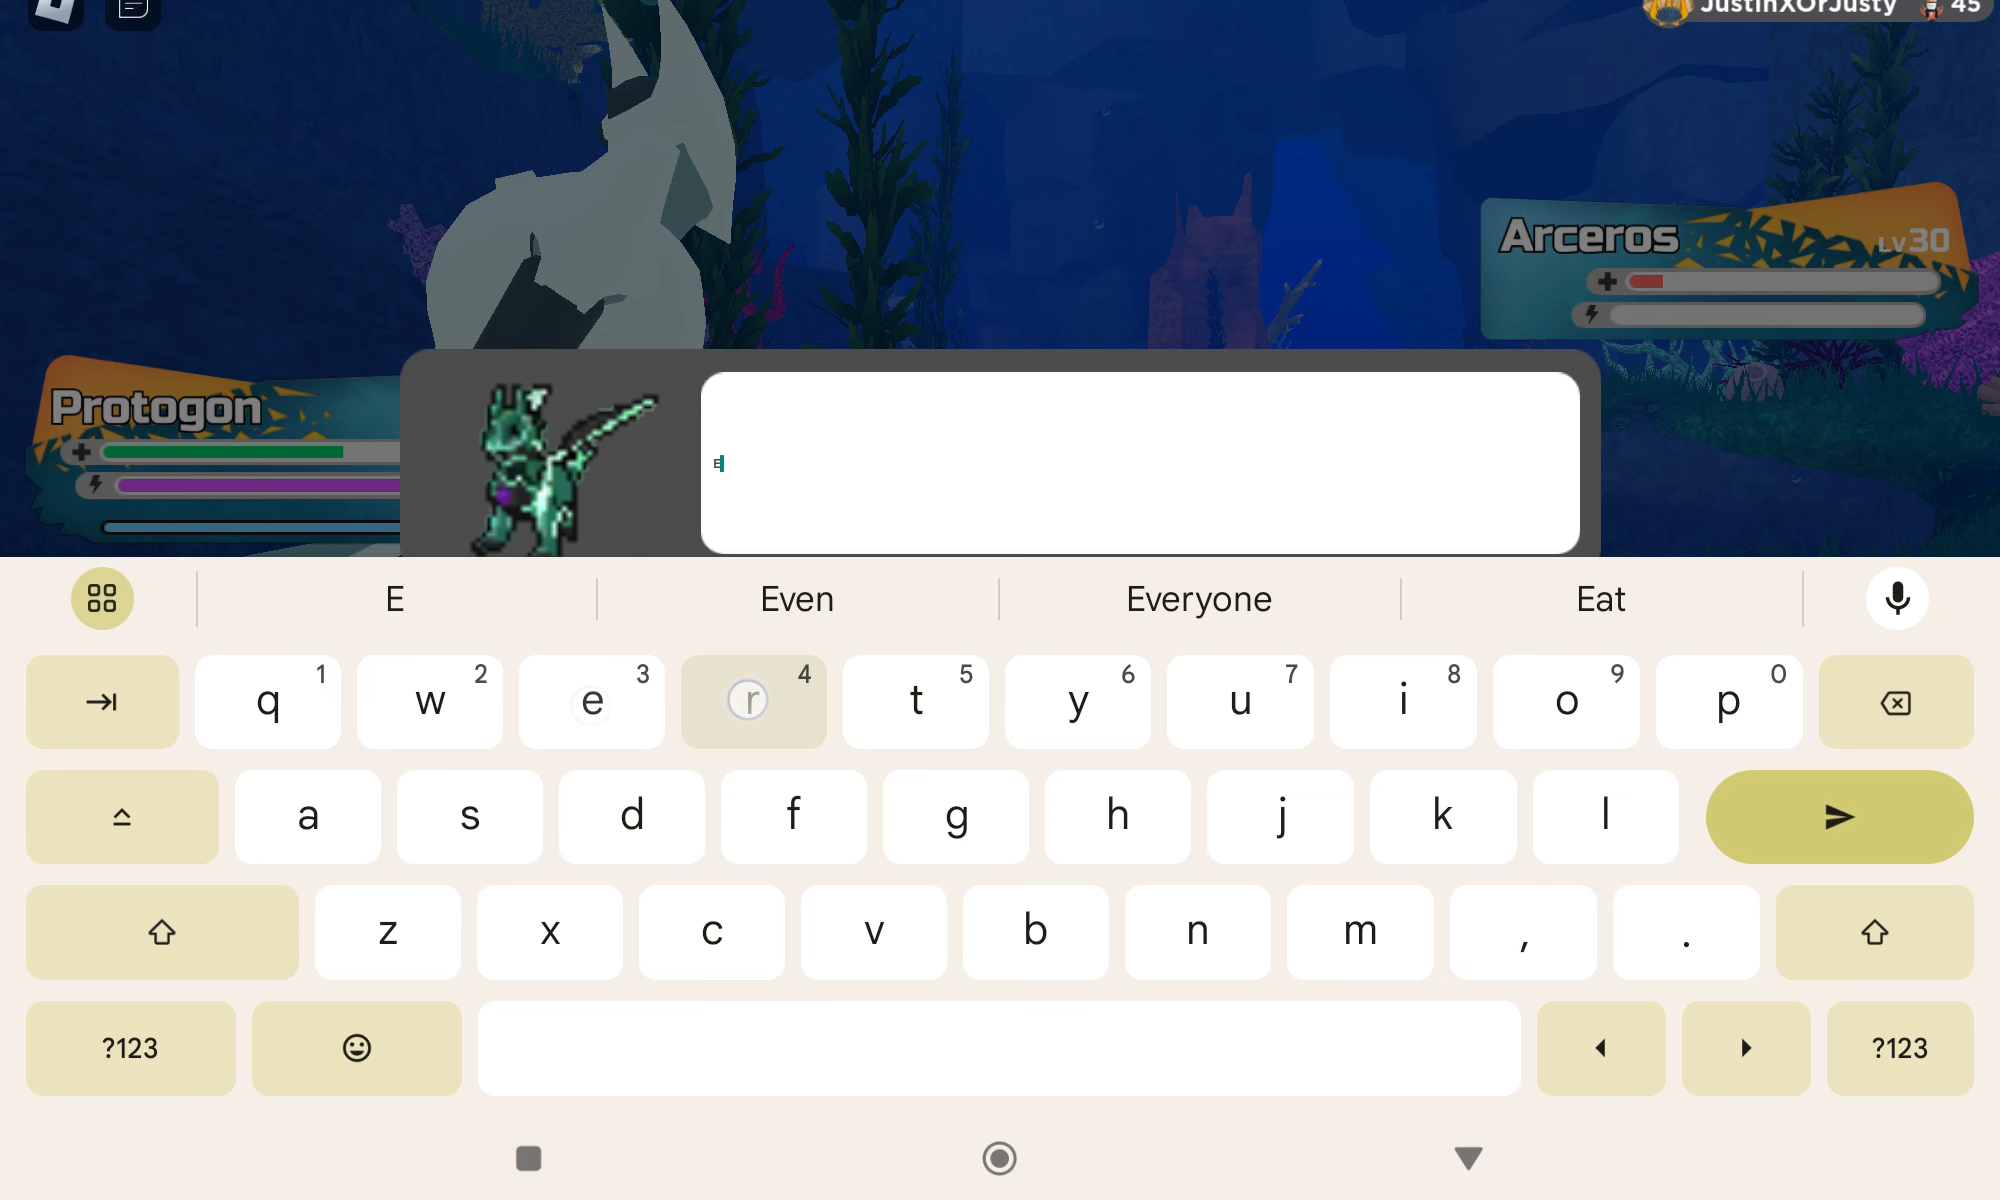 JustinXOrJusty 45
Arceros LV30
Protogon
E
E Even Everyone Eat
q 1 w 2 e 3 r 4 t 5 y 6 u 7 i 8 o 9 p 0
a s d f g h j k l
z x c v b n m , .
?123 ?123